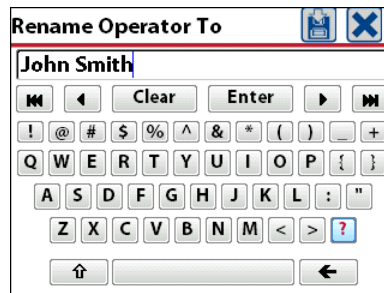 Rename Operator To
John Smith
Clear Enter
! @ # $ % ^ & * ( ) _ +
Q W E R T Y U I O P { }
A S D F G H J K L : "
Z X C V B N M < > ?